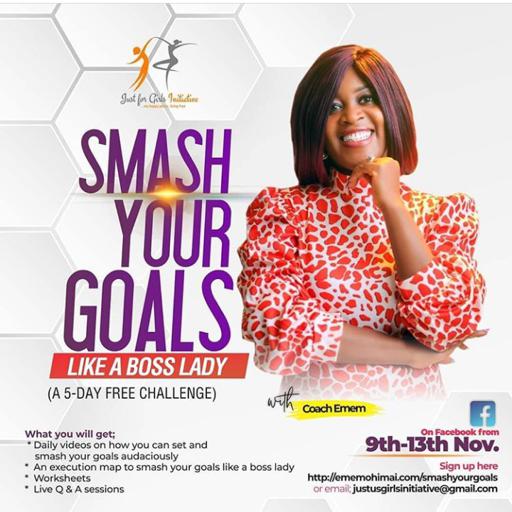 Just for Girls Initiative
SMASH
YOUR
GOALS
LIKE A BOSS LADY
(A 5-DAY FREE CHALLENGE)
with Coach Emem
What you will get;
* Daily videos on how you can set and
smash your goals audaciously
* An execution map to smash your goals like a boss lady
* Worksheets
* Live Q & A sessions
f
On Facebook from
9th-13th Nov.
Sign up here
http://ememohimai.com/smashyourgoals
or email; justusgirlsinitiative@gmail.com